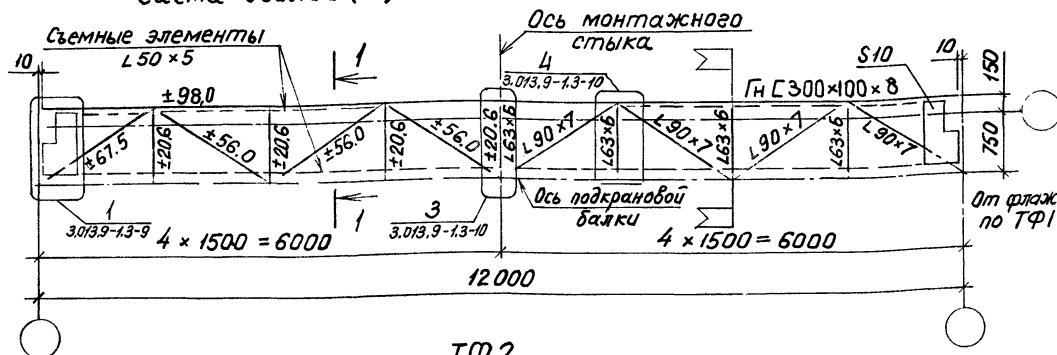 Ось монтажного
стыка
Съемные элементы
L50×5
1
4
3.013.9-1.3-10
S10
10
10
150
±98,0
Гн [ 300×100×8
±67.5
±20,6
±56.0
±20,6
±56.0
±20,6
±56.0
±20.6
L63×6
L90×7
L63×6
L90×7
L63×6
L90×7
L63×6
L90×7
750
1
3.013.9-1.3-9
1
3
3.013.9-1.3-10
Ось подкрановой
балки
От флаж
по ТФ1
4 × 1500 = 6000
4 × 1500 = 6000
12 000
ТФ2